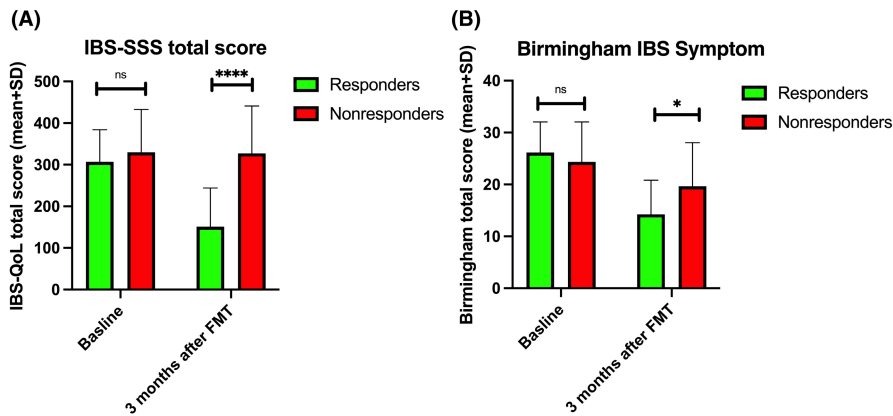 (A)
IBS-SSS total score
IBS-QoL total score (mean+SD)
500
400
300
200
100
0
ns
****
Responders
Nonresponders
Basline
3 months after FMT
(B)
Birmingham IBS Symptom
Birmingham total score (mean+SD)
40
30
20
10
0
ns
*
Responders
Nonresponders
Basline
3 months after FMT